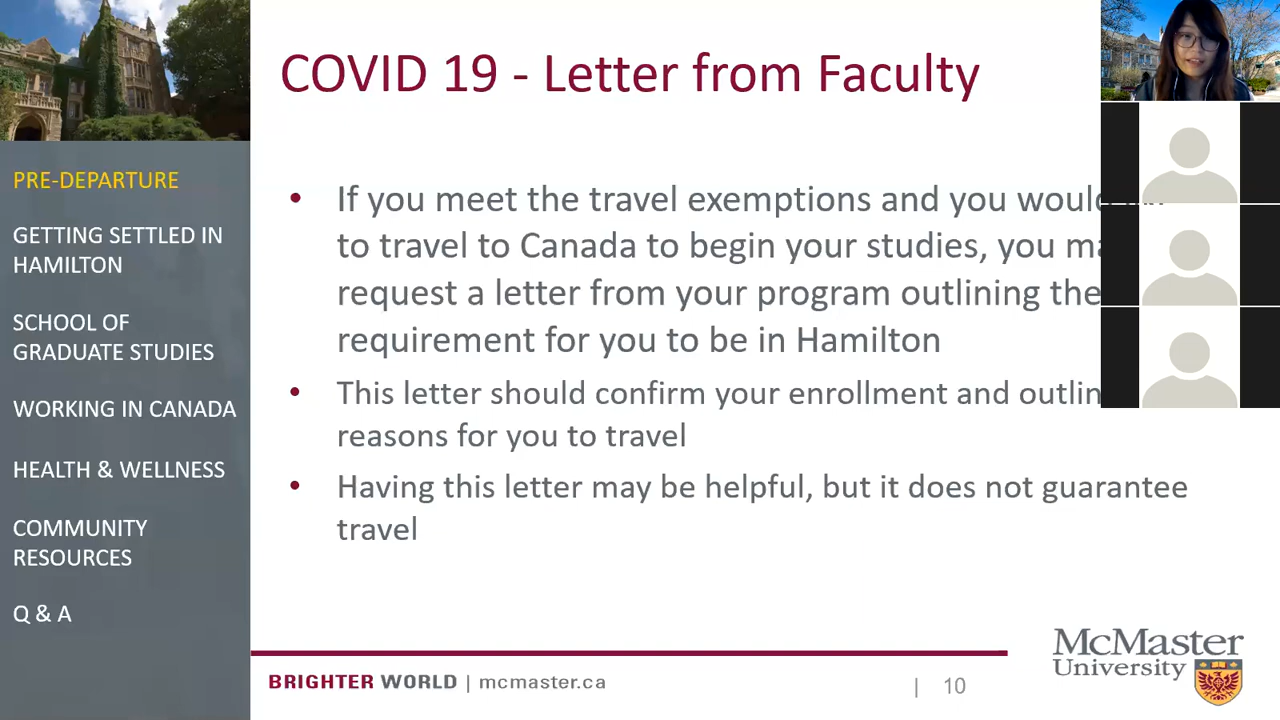 COVID 19 - Letter from Faculty
PRE-DEPARTURE
GETTING SETTLED IN
HAMILTON
SCHOOL OF
GRADUATE STUDIES
WORKING IN CANADA
HEALTH & WELLNESS
COMMUNITY
RESOURCES
Q & A
• If you meet the travel exemptions and you would
to travel to Canada to begin your studies, you
request a letter from your program outlining the
requirement for you to be in Hamilton
• This letter should confirm your enrollment and
reasons for you to travel
• Having this letter may be helpful, but it does not guarantee
travel
BRIGHTER WORLD | mcmaster.ca
| 10
McMaster
University